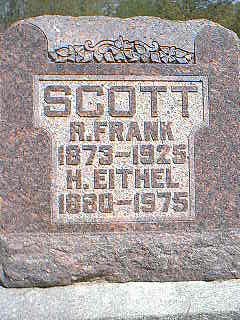 SCOTT
R. FRANK
1873–1925
H. EITHEL
1880–1975